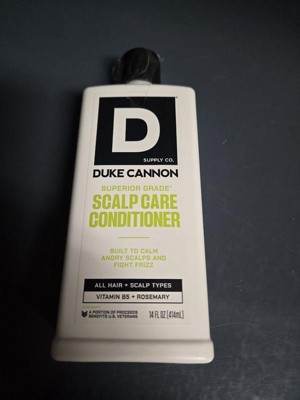 D
SUPPLY CO.
DUKE CANNON
SUPERIOR GRADE*
SCALP CARE
CONDITIONER
BUILT TO CALM
ANGRY SCALPS AND
FIGHT FRIZZ
ALL HAIR + SCALP TYPES
VITAMIN B5 + ROSEMARY
A PORTION OF PROCEEDS
BENEFITS U.S. VETERANS
14 FL OZ [414mL]